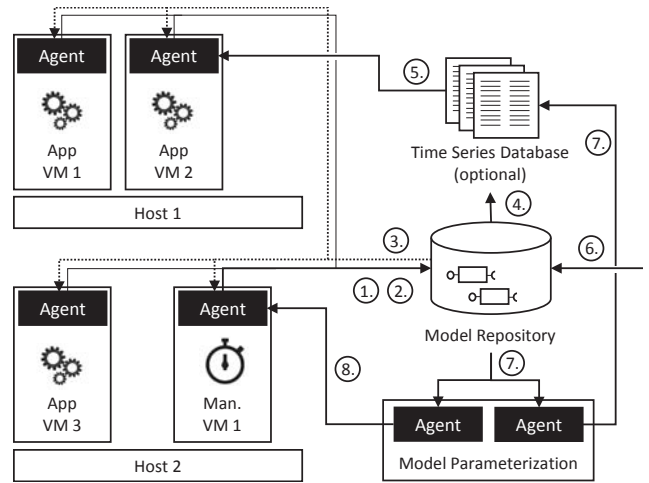 Agent
Agent
App
VM 1
App
VM 2
Host 1
5.
Time Series Database
(optional)
7.
4.
3.
6.
1.
2.
Agent
Agent
App
VM 3
Man.
VM 1
Host 2
Model Repository
7.
8.
Agent
Agent
Model Parameterization